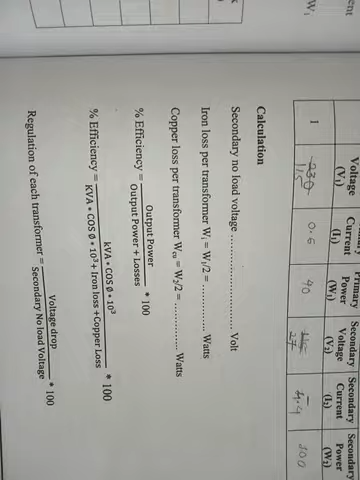 Voltage (V₁)
Current (I₁)
Primary Power (W₁)
Secondary Voltage (V₂)
Secondary Current (I₂)
Secondary Power (W₂)
1 230 115 0.6 90 27 4.4 200
Calculation
Secondary no load voltage ........................... Volt
Iron loss per transformer Wᵢ = W₁/2 = ............... Watts
Copper loss per transformer W꜀ᵤ = W₂/2 = ............... Watts
% Efficiency = Output Power / Output Power + Losses * 100
% Efficiency = kVA * COS Ø * 10³ / KVA * COS Ø * 10³ + Iron loss + Copper Loss * 100
Regulation of each transformer = Voltage drop / Secondary No load Voltage * 100